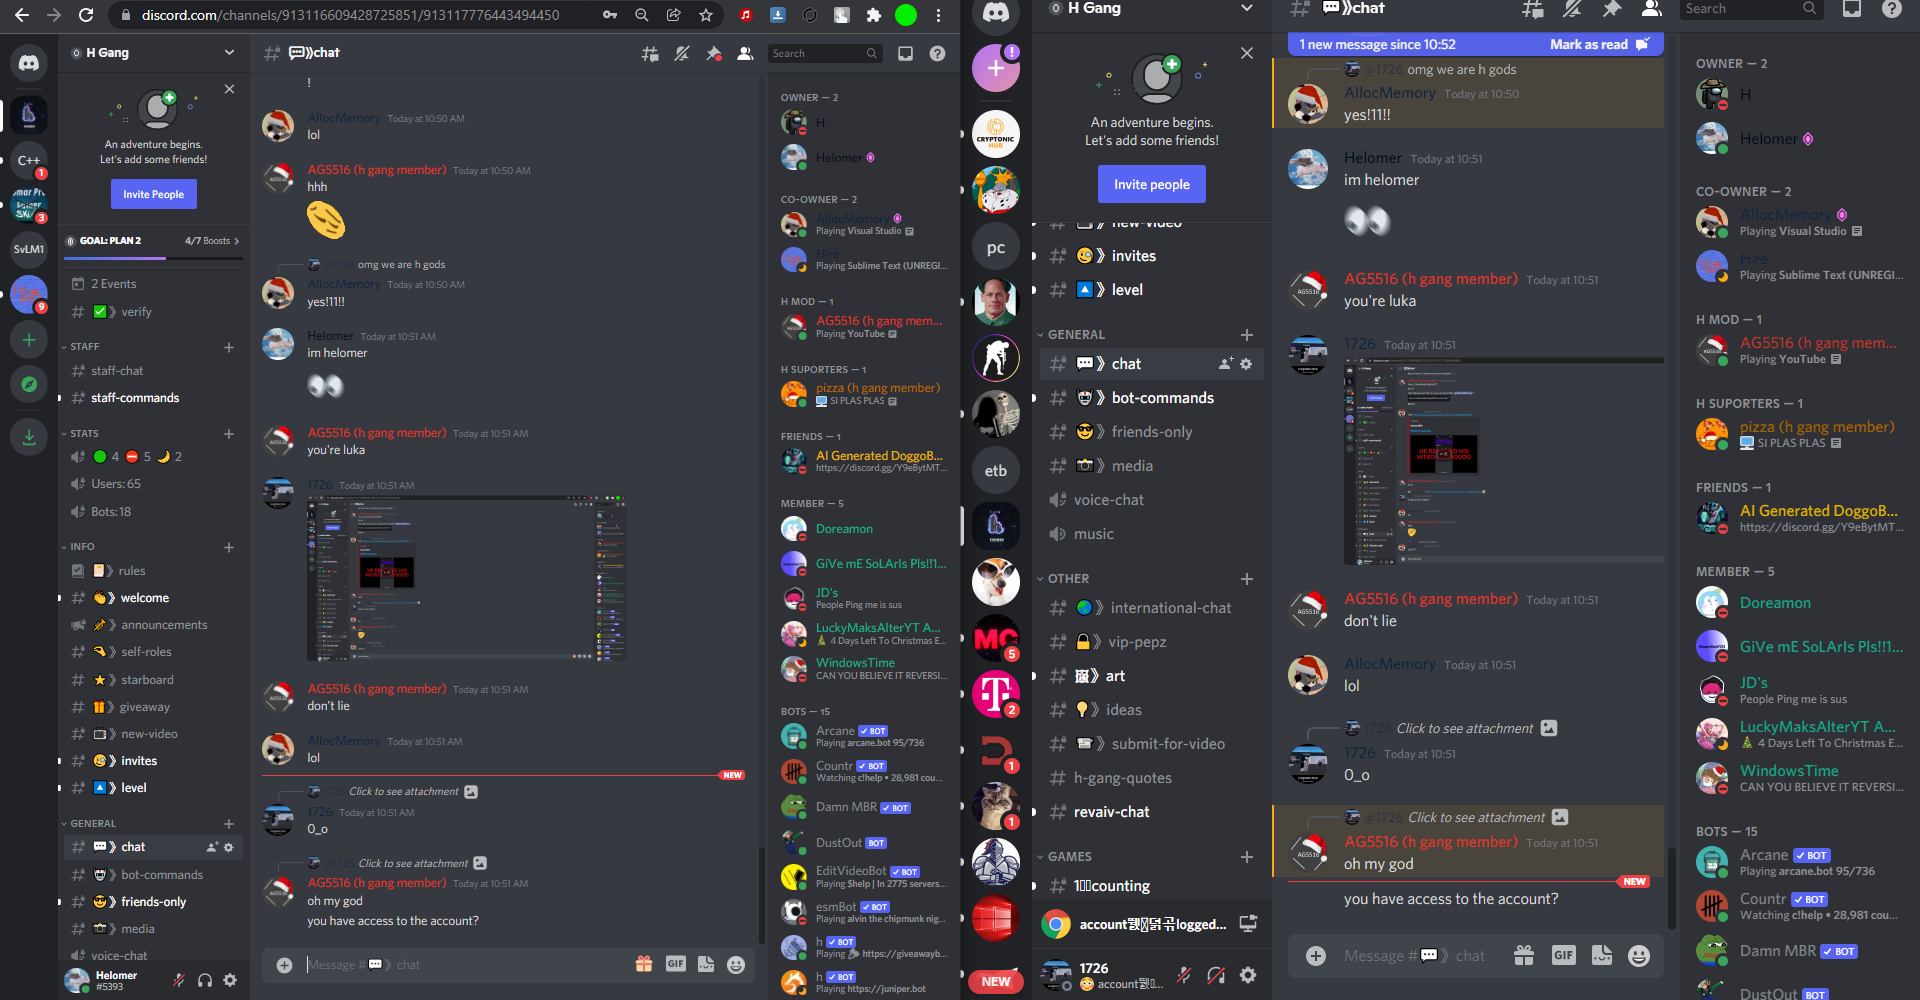 discord.com/channels/913116609428725851/913117776443494450
H Gang
An adventure begins.
Let's add some friends!
Invite People
GOAL: PLAN 2
4/7 Boosts
2 Events
verify
STAFF
staff-chat
staff-commands
STATS
4 5 2
Users: 65
Bots: 18
INFO
rules
welcome
announcements
self-roles
starboard
giveaway
new-video
invites
level
GENERAL
chat
bot-commands
friends-only
media
voice-chat
Helomer
#5393
C++
1
3
SvLM1
9
chat
Search
!
AllocMemory Today at 10:50 AM
lol
AG5516 (h gang member) Today at 10:50 AM
hhh
@1726 omg we are h gods
AllocMemory Today at 10:50 AM
yes!11!!
Helomer Today at 10:51 AM
im helomer
AG5516 (h gang member) Today at 10:51 AM
you're luka
1726 Today at 10:51 AM
AG5516 (h gang member) Today at 10:51 AM
don't lie
AllocMemory Today at 10:51 AM
lol
NEW
1726 Click to see attachment
1726 Today at 10:51 AM
0_o
@1726 Click to see attachment
AG5516 (h gang member) Today at 10:51 AM
oh my god
you have access to the account?
Message # chat
GIF
OWNER — 2
H
Helomer
CO-OWNER — 2
AllocMemory
Playing Visual Studio
H>e
Playing Sublime Text (UNREGI...
H MOD — 1
AG5516 (h gang mem...
Playing YouTube
H SUPORTERS — 1
pizza (h gang member)
SI PLAS PLAS
FRIENDS — 1
AI Generated DoggoB...
https://discord.gg/Y9eBytMT...
MEMBER — 5
Doreamon
GiVe mE SoLArIs Pls!!1...
JD's
People Ping me is sus
LuckyMaksAlterYT A...
4 Days Left To Christmas E...
WindowsTime
CAN YOU BELIEVE IT REVERSI...
BOTS — 15
Arcane BOT
Playing arcane.bot 95/736
Countr BOT
Watching c!help • 28,981 cou...
Damn MBR BOT
DustOut BOT
EditVideoBot BOT
Playing $help | In 2775 servers...
esmBot BOT
Playing alvin the chipmunk nig...
h BOT
Playing https://giveawayb...
h BOT
Playing https://juniper.bot
CRYPTONIC
HUB
pc
etb
MC
5
2
1
1
NEW
H Gang
An adventure begins.
Let's add some friends!
Invite people
new-video
invites
level
GENERAL
chat
bot-commands
friends-only
media
voice-chat
music
OTHER
international-chat
vip-pepz
art
ideas
submit-for-video
h-gang-quotes
revaiv-chat
GAMES
counting
logged...
1726
chat
Search
1 new message since 10:52
Mark as read
@1726 omg we are h gods
AllocMemory Today at 10:50
yes!11!!
Helomer Today at 10:51
im helomer
AG5516 (h gang member) Today at 10:51
you're luka
1726 Today at 10:51
AG5516 (h gang member) Today at 10:51
don't lie
AllocMemory Today at 10:51
lol
1726 Click to see attachment
1726 Today at 10:51
0_o
@1726 Click to see attachment
AG5516 (h gang member) Today at 10:51
oh my god
NEW
you have access to the account?
Message # chat
GIF
OWNER — 2
H
Helomer
CO-OWNER — 2
AllocMemory
Playing Visual Studio
H>e
Playing Sublime Text (UNREGI...
H MOD — 1
AG5516 (h gang mem...
Playing YouTube
H SUPORTERS — 1
pizza (h gang member)
SI PLAS PLAS
FRIENDS — 1
AI Generated DoggoB...
https://discord.gg/Y9eBytMT...
MEMBER — 5
Doreamon
GiVe mE SoLArIs Pls!!1...
JD's
People Ping me is sus
LuckyMaksAlterYT A...
4 Days Left To Christmas E...
WindowsTime
CAN YOU BELIEVE IT REVERSI...
BOTS — 15
Arcane BOT
Playing arcane.bot 95/736
Countr BOT
Watching c!help • 28,981 cou...
Damn MBR BOT
DustOut BOT